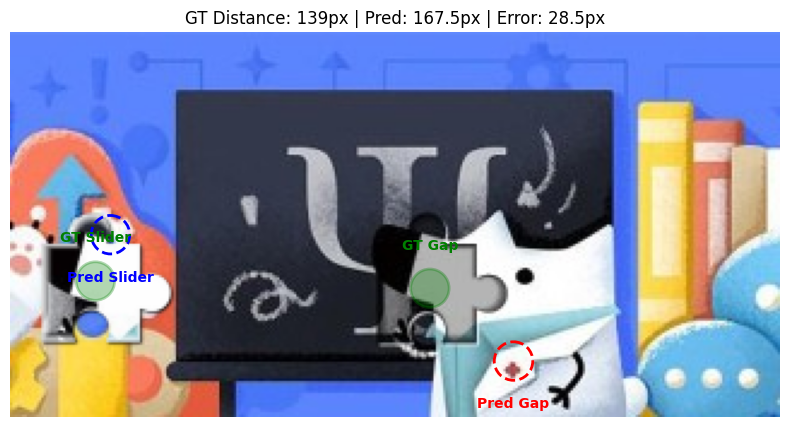 GT Distance: 139px | Pred: 167.5px | Error: 28.5px
Ψ
GT Slider
GT Gap
Pred Slider
Pred Gap